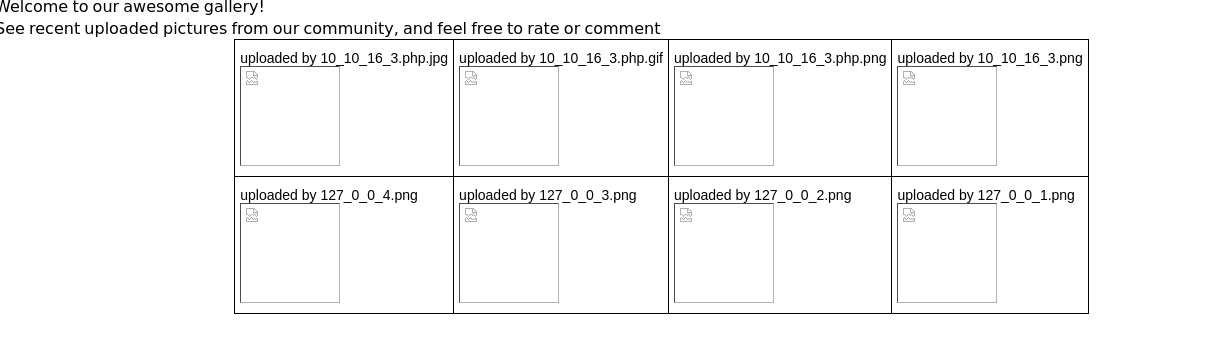 Welcome to our awesome gallery!
See recent uploaded pictures from our community, and feel free to rate or comment
uploaded by 10_10_16_3.php.jpg uploaded by 10_10_16_3.php.gif uploaded by 10_10_16_3.php.png uploaded by 10_10_16_3.png
uploaded by 127_0_0_4.png uploaded by 127_0_0_3.png uploaded by 127_0_0_2.png uploaded by 127_0_0_1.png